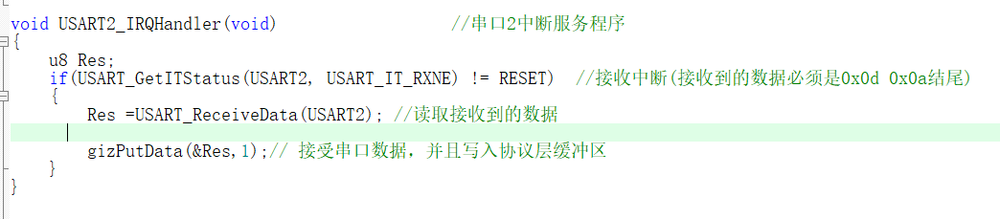 void USART2_IRQHandler(void) //串口2中断服务程序
{
u8 Res;
if(USART_GetITStatus(USART2, USART_IT_RXNE) != RESET) //接收中断(接收到的数据必须是0x0d 0x0a结尾)
{
Res =USART_ReceiveData(USART2); //读取接收到的数据
gizPutData(&Res,1);// 接受串口数据，并且写入协议层缓冲区
}
}